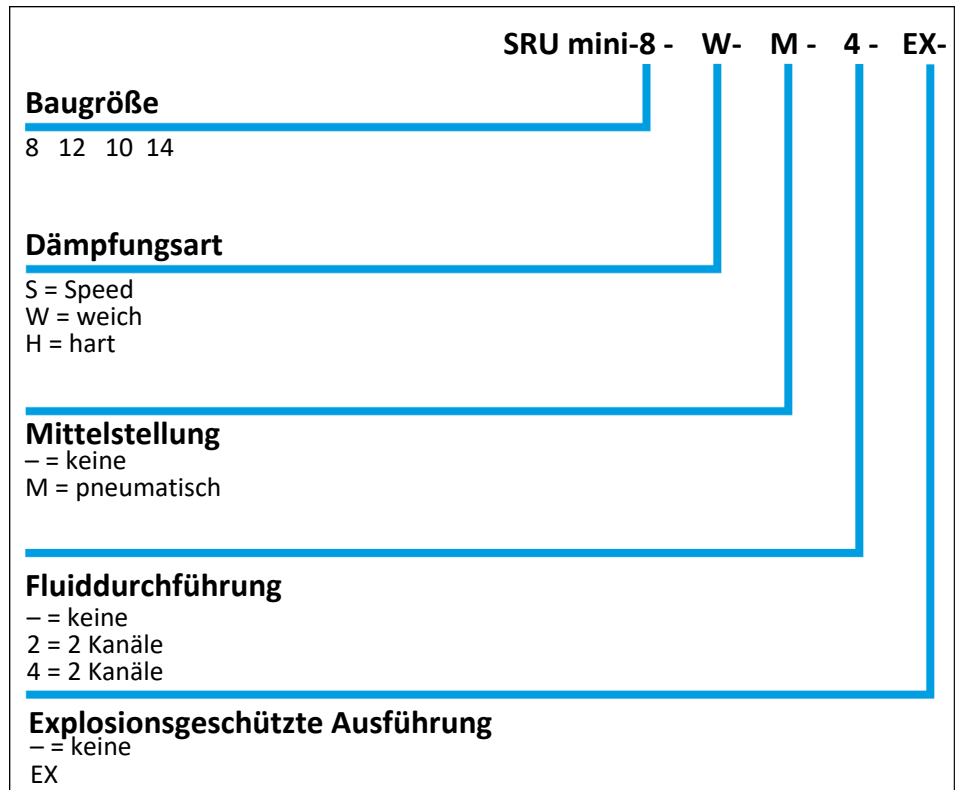 SRU mini-8 - W- M - 4 - EX-
Baugröße
8 12 10 14
Dämpfungsart
S = Speed
W = weich
H = hart
Mittelstellung
– = keine
M = pneumatisch
Fluiddurchführung
– = keine
2 = 2 Kanäle
4 = 2 Kanäle
Explosionsgeschützte Ausführung
– = keine
EX